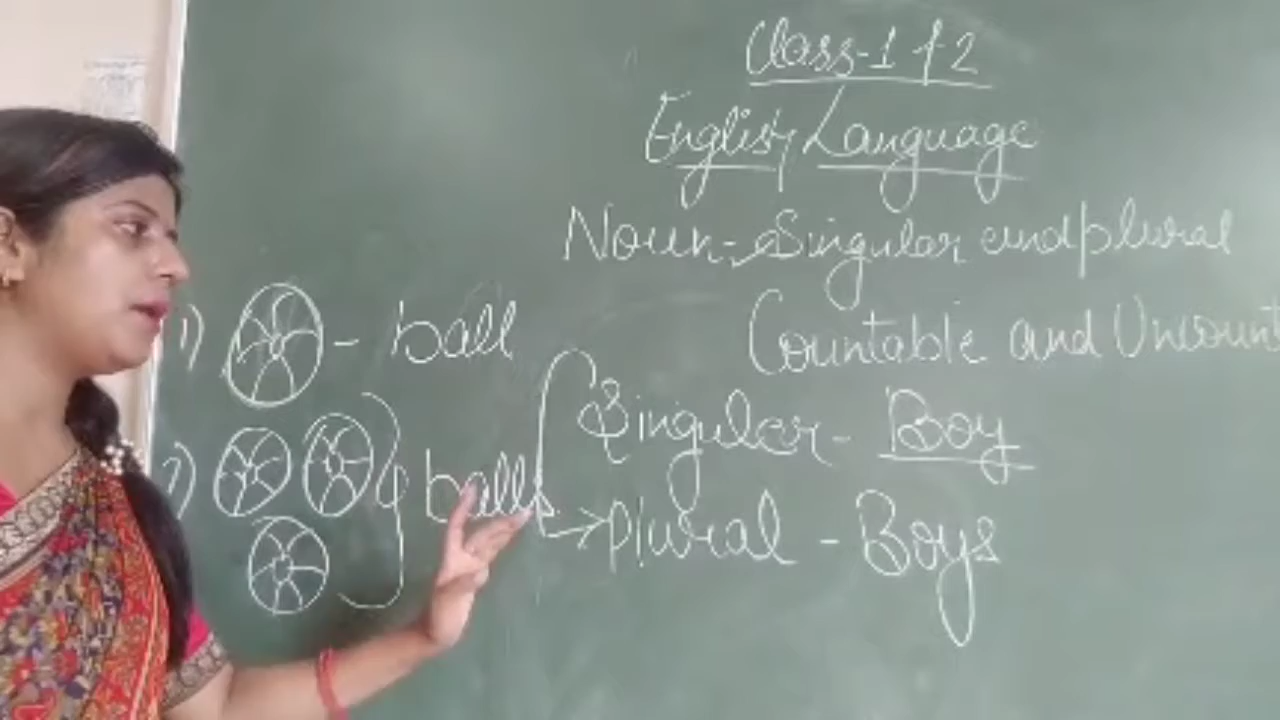 Class-1 & 2
English Language
Noun- Singular and plural
Countable and Uncount
1) - ball
2) balls
Singular - Boy
Plural - Boys